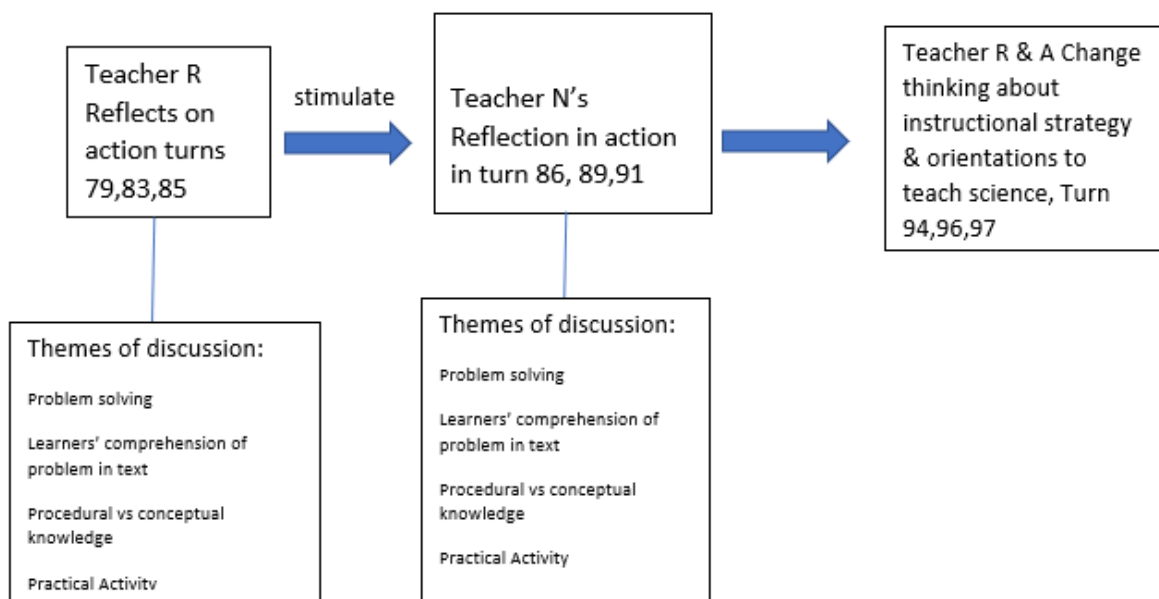 Teacher R
Reflects on
action turns
79,83,85
stimulate
Teacher N’s
Reflection in action
in turn 86, 89,91
Teacher R & A Change
thinking about
instructional strategy
& orientations to
teach science, Turn
94,96,97
Themes of discussion:
Problem solving
Learners’ comprehension of
problem in text
Procedural vs conceptual
knowledge
Practical Activity
Themes of discussion:
Problem solving
Learners’ comprehension of
problem in text
Procedural vs conceptual
knowledge
Practical Activity